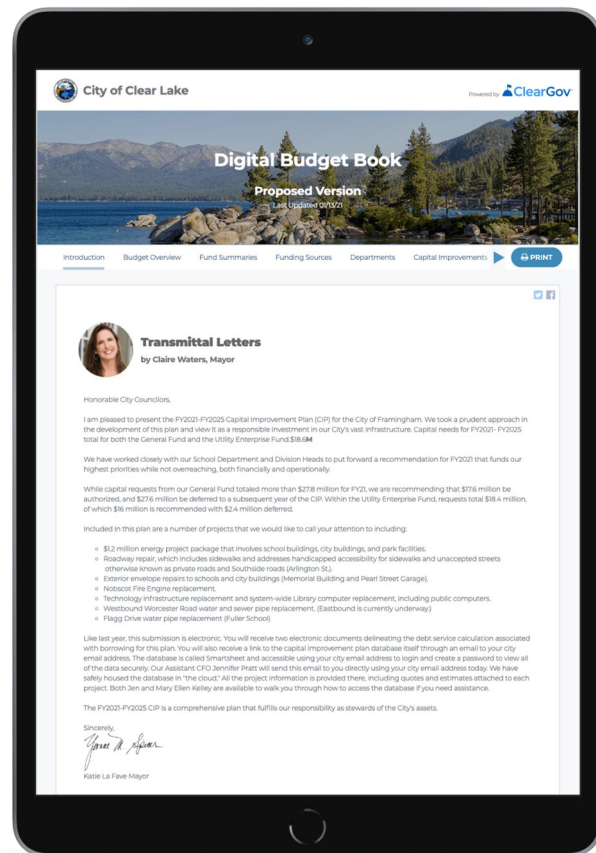 City of Clear Lake
Powered by ClearGov
Digital Budget Book
Proposed Version
Last Updated 01/13/21
Introduction Budget Overview Fund Summaries Funding Sources Departments Capital Improvements PRINT
Transmittal Letters
by Claire Waters, Mayor
Honorable City Councilors,
I am pleased to present the FY2021-FY2025 Capital Improvement Plan (CIP) for the City of Framingham. We took a prudent approach in
the development of this plan and view it as a responsible investment in our City's vast infrastructure. Capital needs for FY2021- FY2025
total for both the General Fund and the Utility Enterprise Fund.$18.6M
We have worked closely with our School Department and Division Heads to put forward a recommendation for FY2021 that funds our
highest priorities while not overreaching, both financially and operationally.
While capital requests from our General Fund totaled more than $27.8 million for FY21, we are recommending that $17.6 million be
authorized, and $27.6 million be deferred to a subsequent year of the CIP. Within the Utility Enterprise Fund, requests total $18.4 million,
of which $16 million is recommended with $2.4 million deferred.
Included in this plan are a number of projects that we would like to call your attention to including:
$1.2 million energy project package that involves school buildings, city buildings, and park facilities.
Roadway repair, which includes sidewalks and addresses handicapped accessibility for sidewalks and unaccepted streets
otherwise known as private roads and Southside roads (Arlington St.).
Exterior envelope repairs to schools and city buildings (Memorial Building and Pearl Street Garage).
Nobscot Fire Engine replacement.
Technology infrastructure replacement and system-wide Library computer replacement, including public computers.
Westbound Worcester Road water and sewer pipe replacement. (Eastbound is currently underway.)
Flagg Drive water pipe replacement (Fuller School)
Like last year, this submission is electronic. You will receive two electronic documents delineating the debt service calculation associated
with borrowing for this plan. You will also receive a link to the capital improvement plan database itself through an email to your city
email address. The database is called Smartsheet and accessible using your city email address to login and create a password to view all
of the data securely. Our Assistant CFO Jennifer Pratt will send this email to you directly using your city email address today. We have
safely housed the database in "the cloud." All the project information is provided there, including quotes and estimates attached to each
project. Both Jen and Mary Ellen Kelley are available to walk you through how to access the database if you need assistance.
The FY2021-FY2025 CIP is a comprehensive plan that fulfills our responsibility as stewards of the City's assets.
Sincerely,
Katie La Fave Mayor